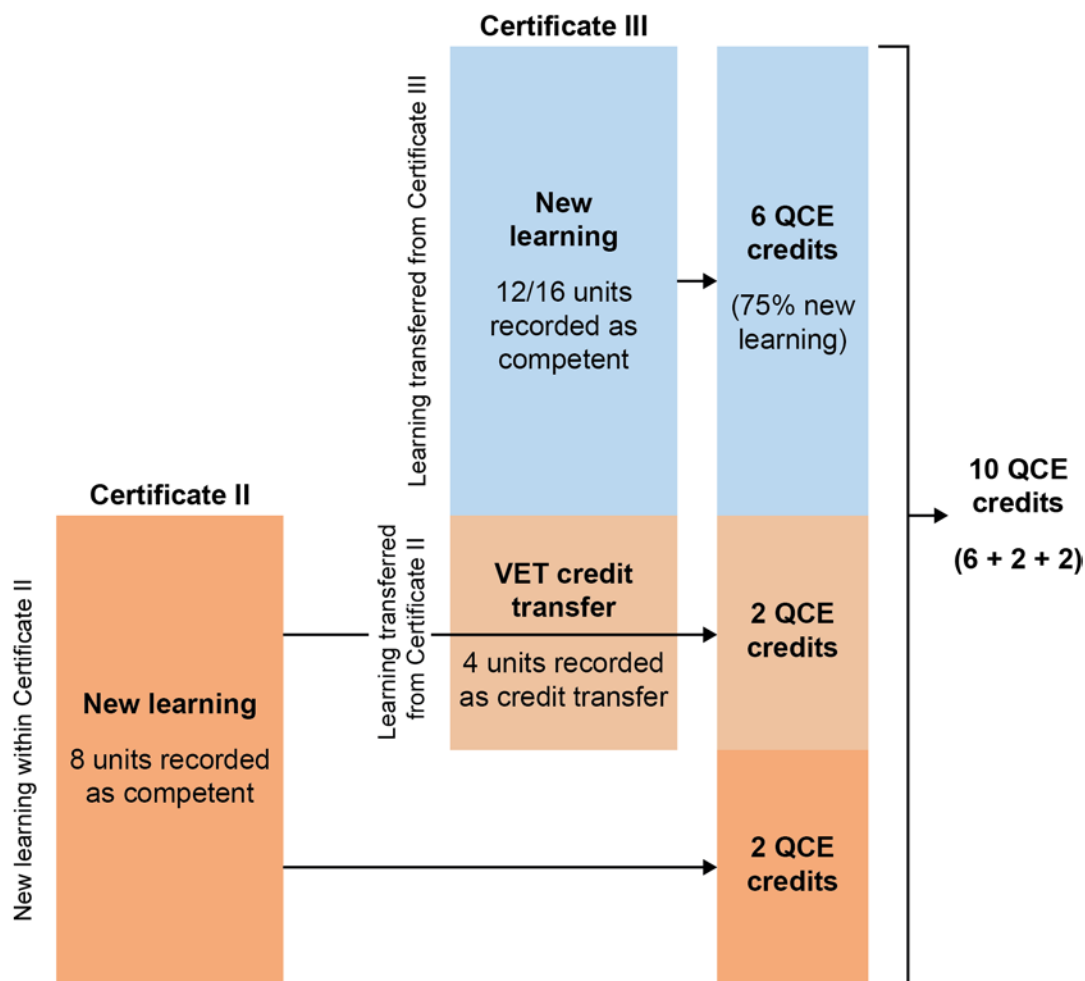 Certificate III
Learning transferred from Certificate III
New
learning
12/16 units
recorded as
competent
6 QCE
credits
(75% new
learning)
10 QCE
credits
(6 + 2 + 2)
Certificate II
New learning within Certificate II
New learning
8 units recorded
as competent
Learning transferred
from Certificate II
VET credit
transfer
4 units recorded
as credit transfer
2 QCE
credits
2 QCE
credits